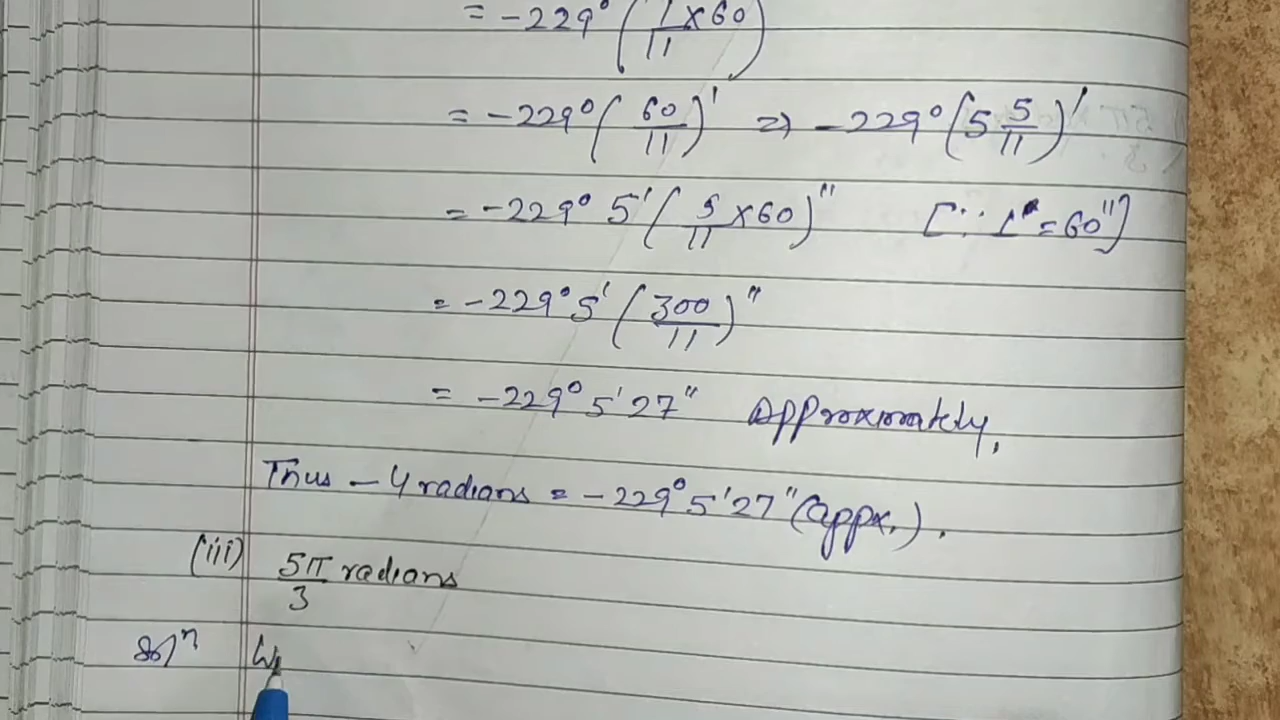 = -229° (1/11 × 60)
= -229° (60/11)' ⇒ -229° (5 5/11)'
= -229° 5' (5/11 × 60)" [∵ 1' = 60"]
= -229° 5' (300/11)"
= -229° 5' 27" Approximately,
Thus - 4 radians = -229° 5' 27" (appx.).
(iii) 5π/3 radians
Solⁿ W